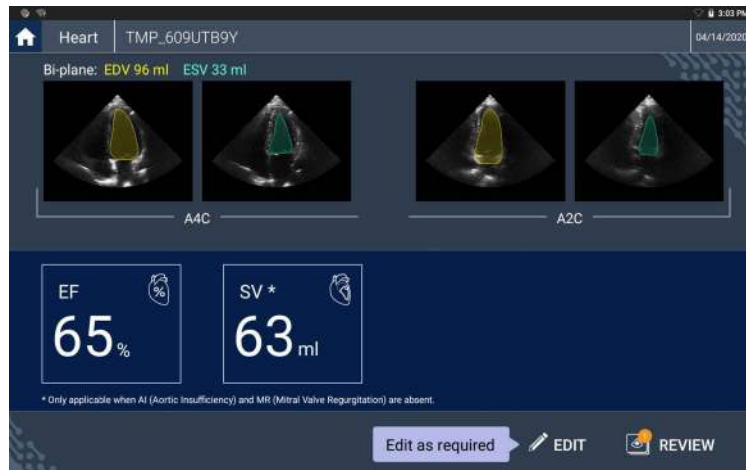 3:03 PM
Heart TMP_609UTB9Y 04/14/2020
Bi-plane: EDV 96 ml ESV 33 ml
A4C A2C
EF SV *
%
65 % 63 ml
* Only applicable when AI (Aortic Insufficiency) and MR (Mitral Valve Regurgitation) are absent.
Edit as required EDIT REVIEW